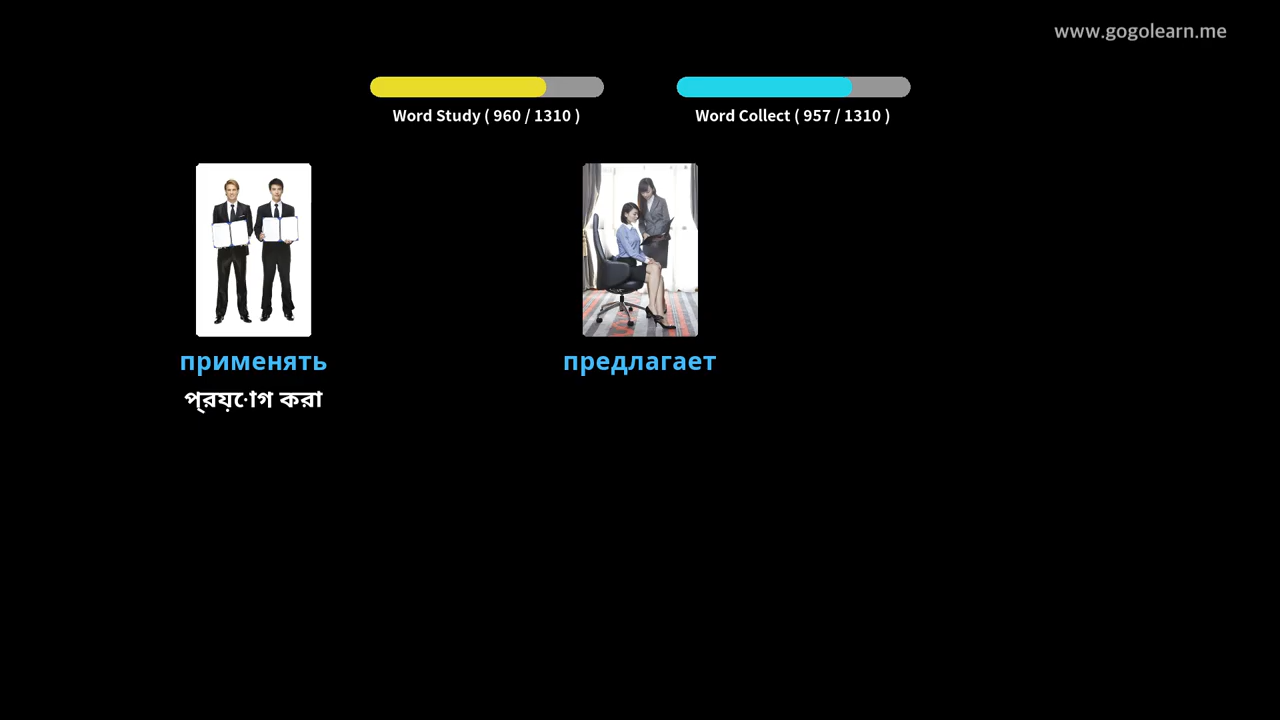 www.gogolearn.me
Word Study ( 960 / 1310 )
Word Collect ( 957 / 1310 )
применять
предлагает
প্রয়োগ করা